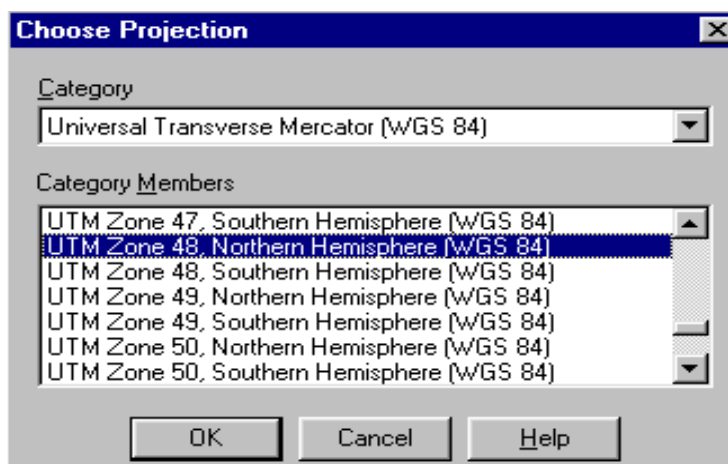 Choose Projection
Category
Universal Transverse Mercator (WGS 84)
Category Members
UTM Zone 47, Southern Hemisphere (WGS 84)
UTM Zone 48, Northern Hemisphere (WGS 84)
UTM Zone 48, Southern Hemisphere (WGS 84)
UTM Zone 49, Northern Hemisphere (WGS 84)
UTM Zone 49, Southern Hemisphere (WGS 84)
UTM Zone 50, Northern Hemisphere (WGS 84)
UTM Zone 50, Southern Hemisphere (WGS 84)
OK Cancel Help